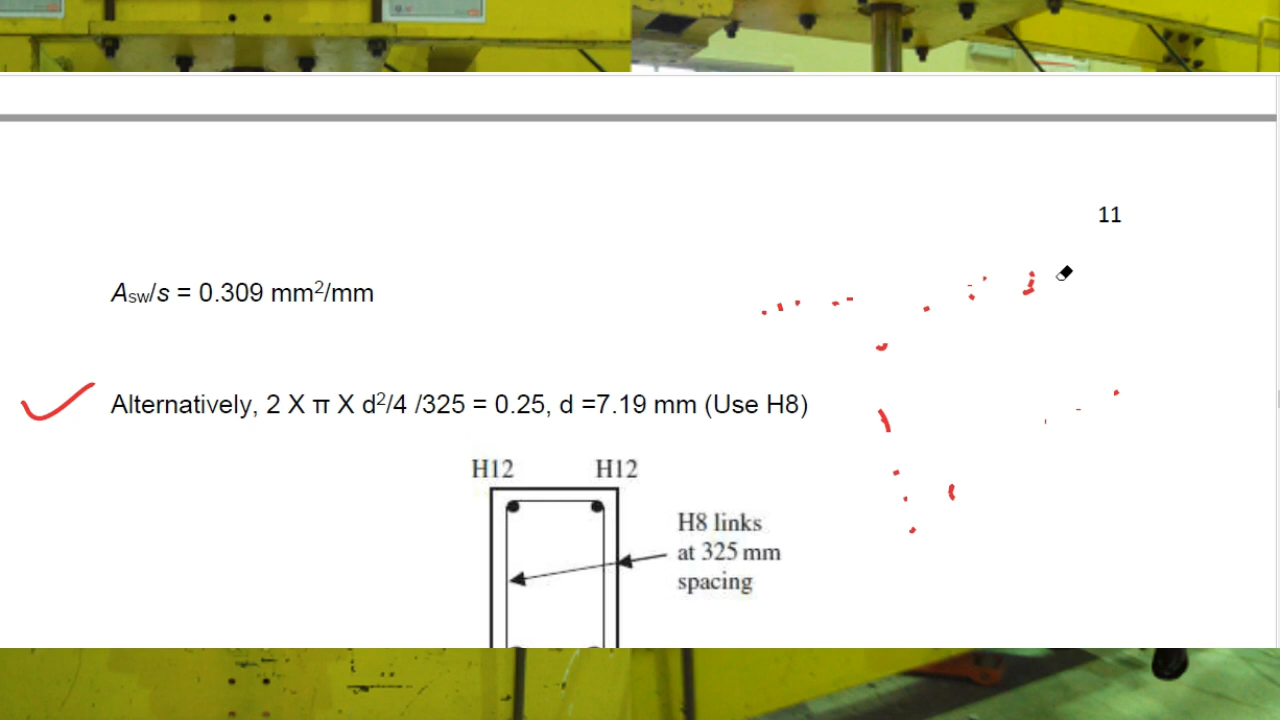 11
Asw/s = 0.309 mm²/mm
Alternatively, 2 X π X d²/4 /325 = 0.25, d =7.19 mm (Use H8)
H12 H12
H8 links
at 325 mm
spacing